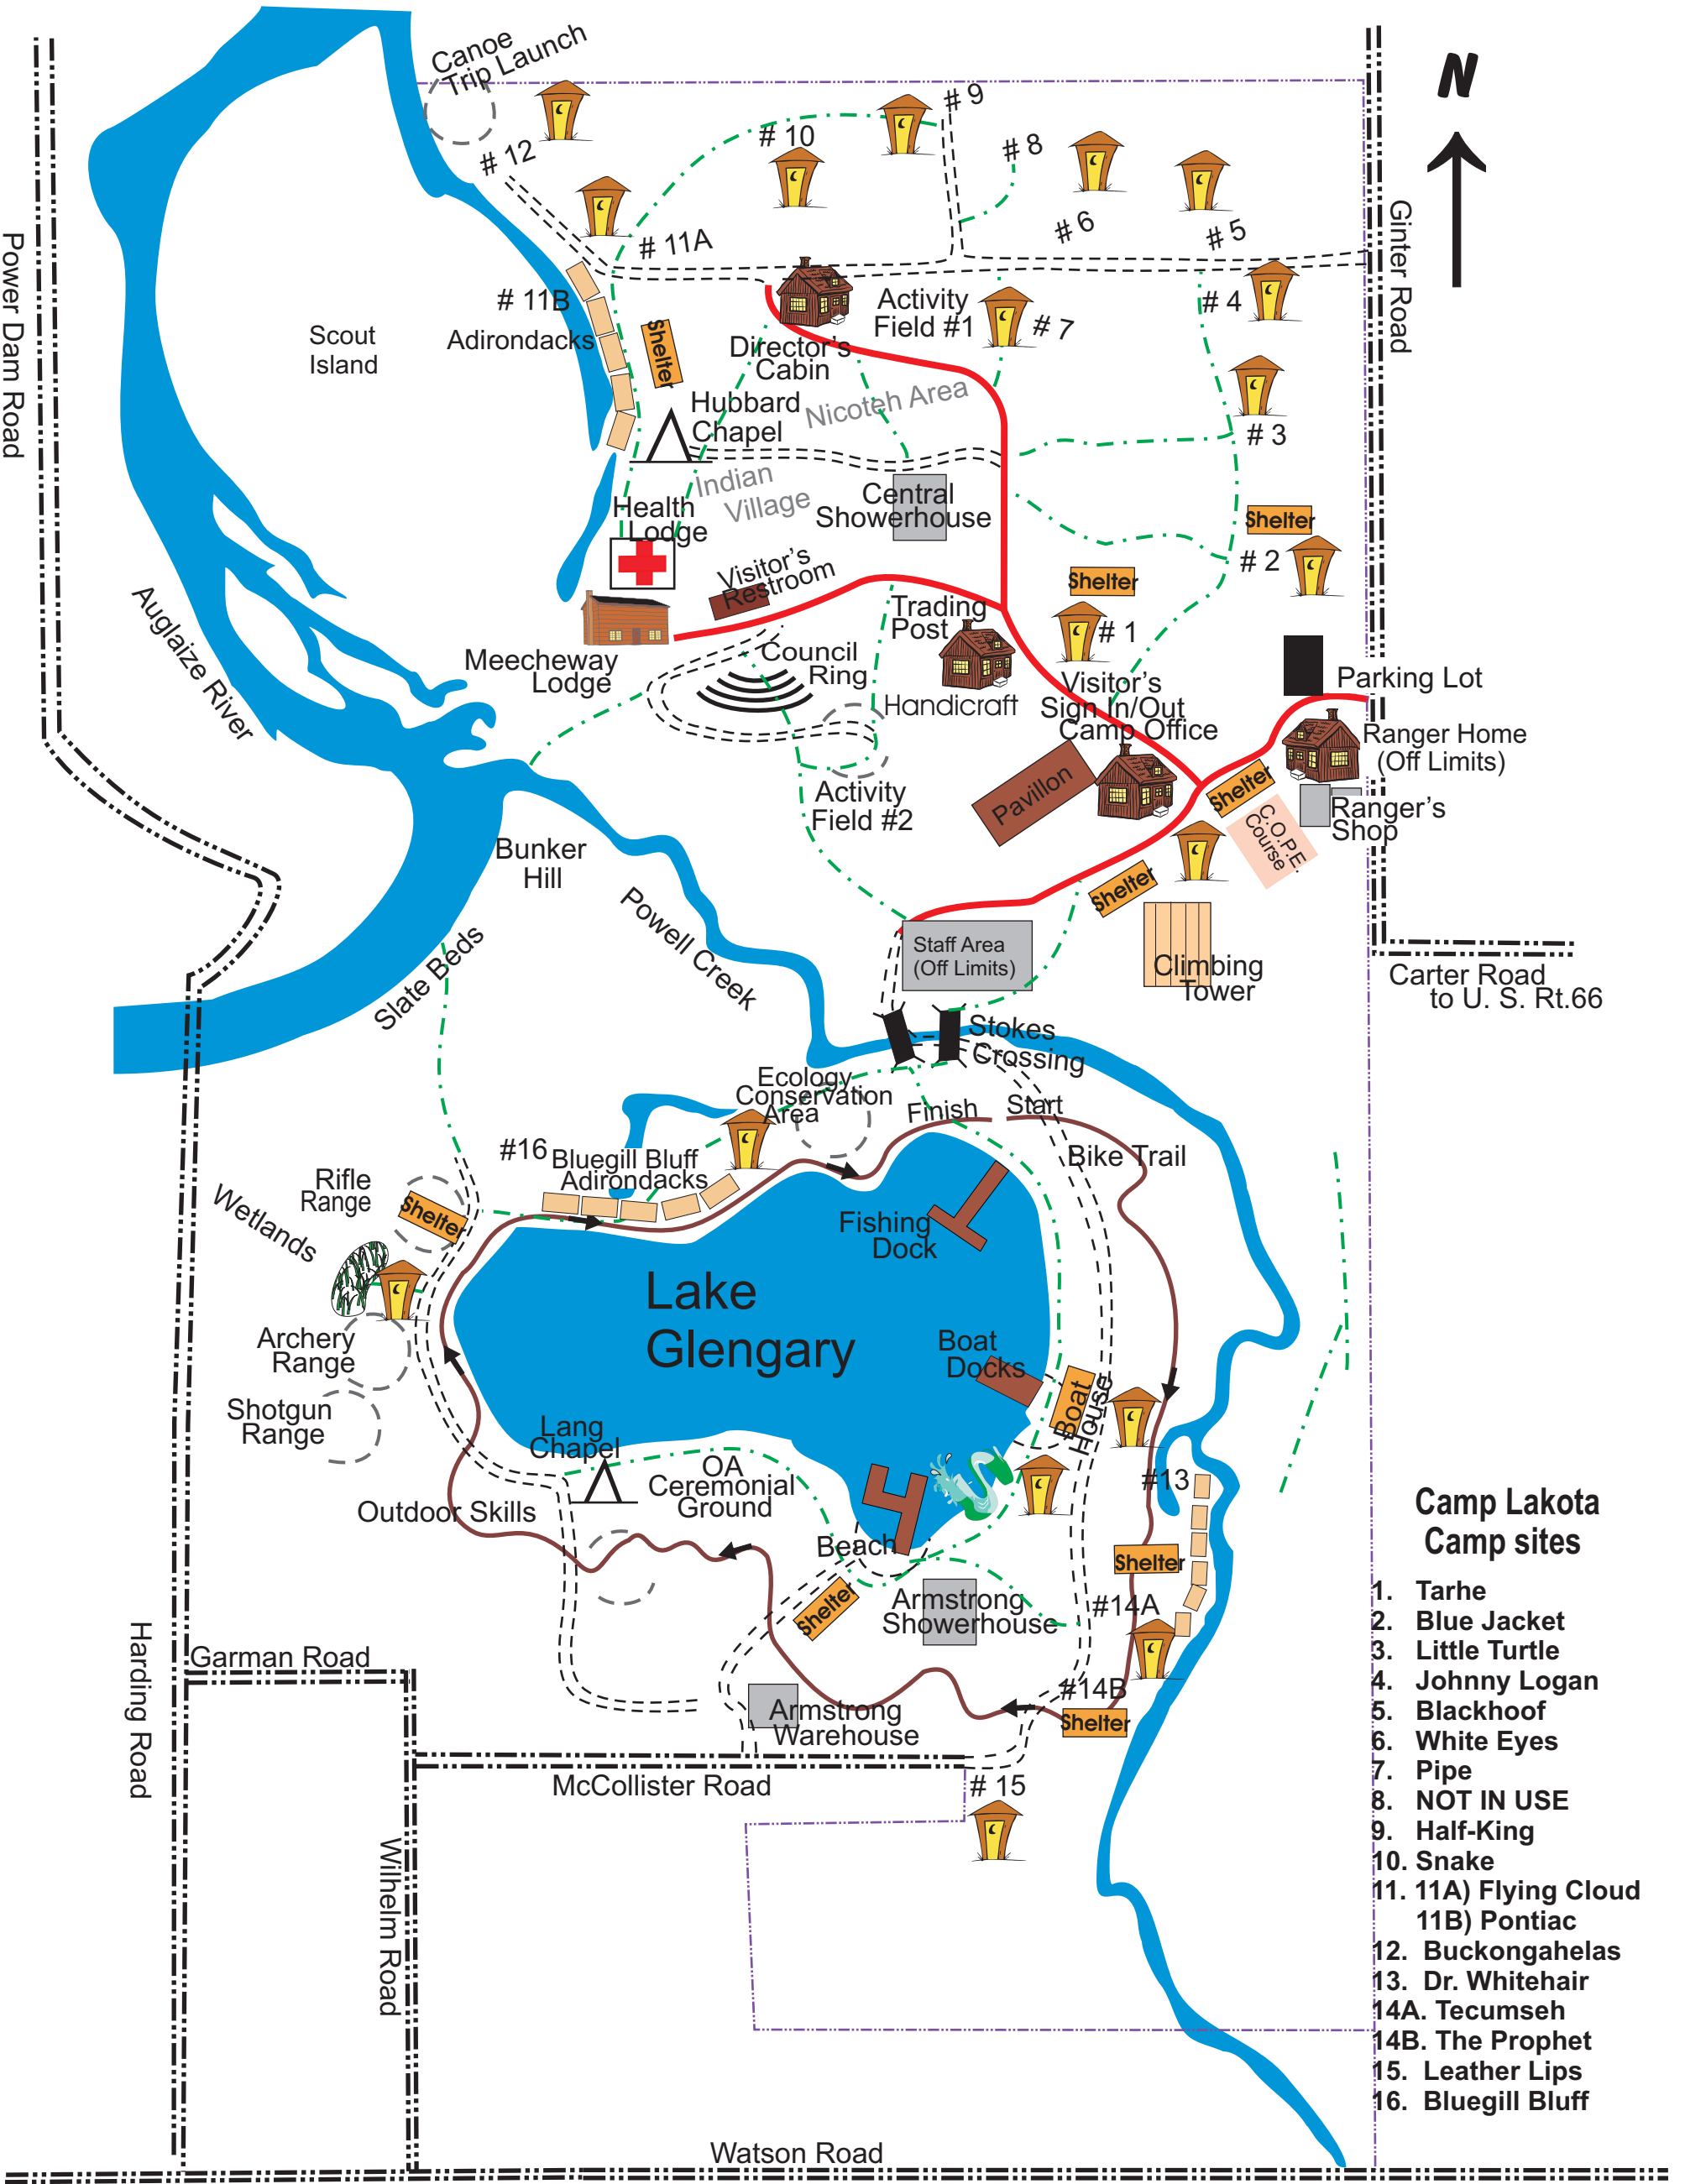 Canoe
Trip Launch
N
# 9
# 10
# 8
# 12
# 6
# 5
# 11A
Ginter Road
Power Dam Road
# 11B
Adirondacks
Scout
Island
Shelter
Activity
Field #1
# 7
# 4
Director's
Cabin
Nicoteh Area
Hubbard
Chapel
# 3
Indian
Village
Central
Showerhouse
Health
Lodge
Shelter
# 2
Visitor's
Restroom
Shelter
# 1
Trading
Post
Auglaize River
Meecheway
Lodge
Council
Ring
Handicraft
Visitor's
Sign In/Out
Camp Office
Parking Lot
Ranger Home
(Off Limits)
Pavillon
Shelter
Activity
Field #2
C.O.P.E.
Course
Ranger's
Shop
Bunker
Hill
Shelter
Powell Creek
Slate Beds
Staff Area
(Off Limits)
Climbing
Tower
Carter Road
to U. S. Rt.66
Stokes
Crossing
Ecology
Conservation
Area
Finish
Start
Bike Trail
#16
Bluegill Bluff
Adirondacks
Rifle
Range
Shelter
Wetlands
Fishing
Dock
Lake
Glengary
Archery
Range
Boat
Docks
Boat
House
Shotgun
Range
Lang
Chapel
OA
Ceremonial
Ground
#13
Outdoor Skills
Beach
Shelter
Shelter
Armstrong
Showerhouse
#14A
#14B
Shelter
Garman Road
Harding Road
Armstrong
Warehouse
McCollister Road
# 15
Wilhelm Road
Watson Road
Camp Lakota
Camp sites
1. Tarhe
2. Blue Jacket
3. Little Turtle
4. Johnny Logan
5. Blackhoof
6. White Eyes
7. Pipe
8. NOT IN USE
9. Half-King
10. Snake
11. 11A) Flying Cloud
11B) Pontiac
12. Buckongahelas
13. Dr. Whitehair
14A. Tecumseh
14B. The Prophet
15. Leather Lips
16. Bluegill Bluff